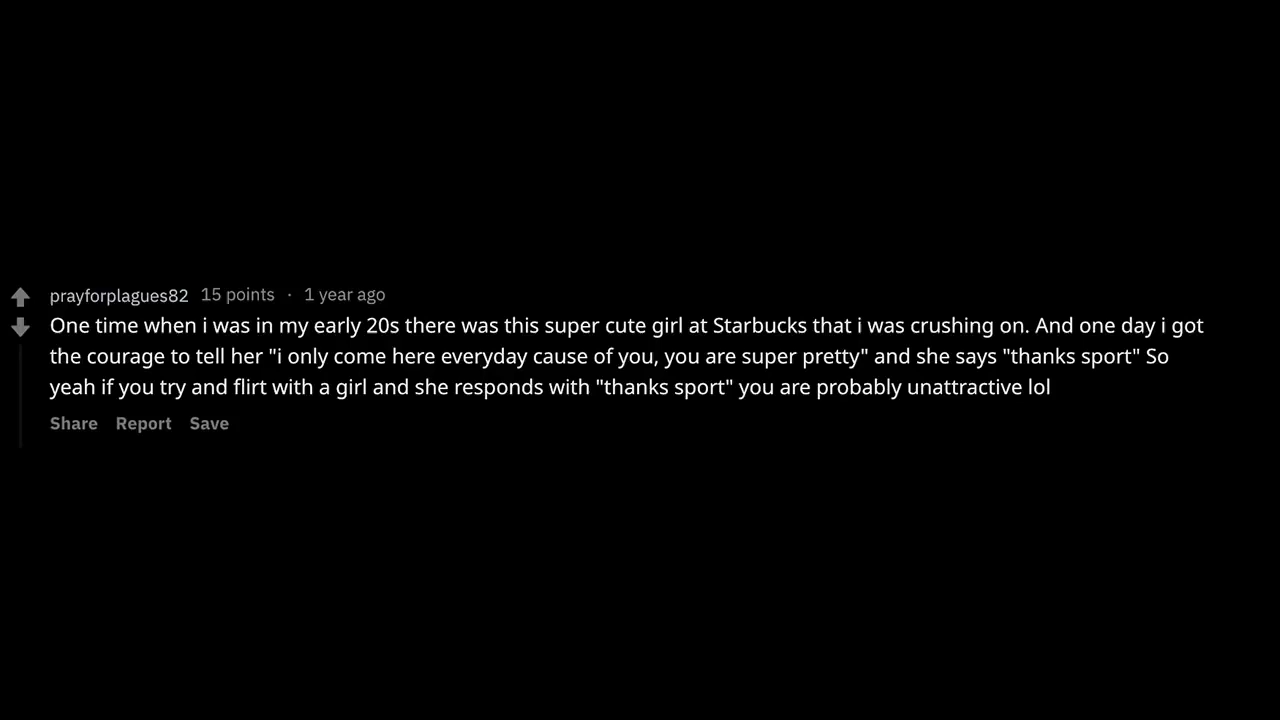 prayforplagues82 15 points · 1 year ago
One time when i was in my early 20s there was this super cute girl at Starbucks that i was crushing on. And one day i got
the courage to tell her "i only come here everyday cause of you, you are super pretty" and she says "thanks sport" So
yeah if you try and flirt with a girl and she responds with "thanks sport" you are probably unattractive lol
Share Report Save